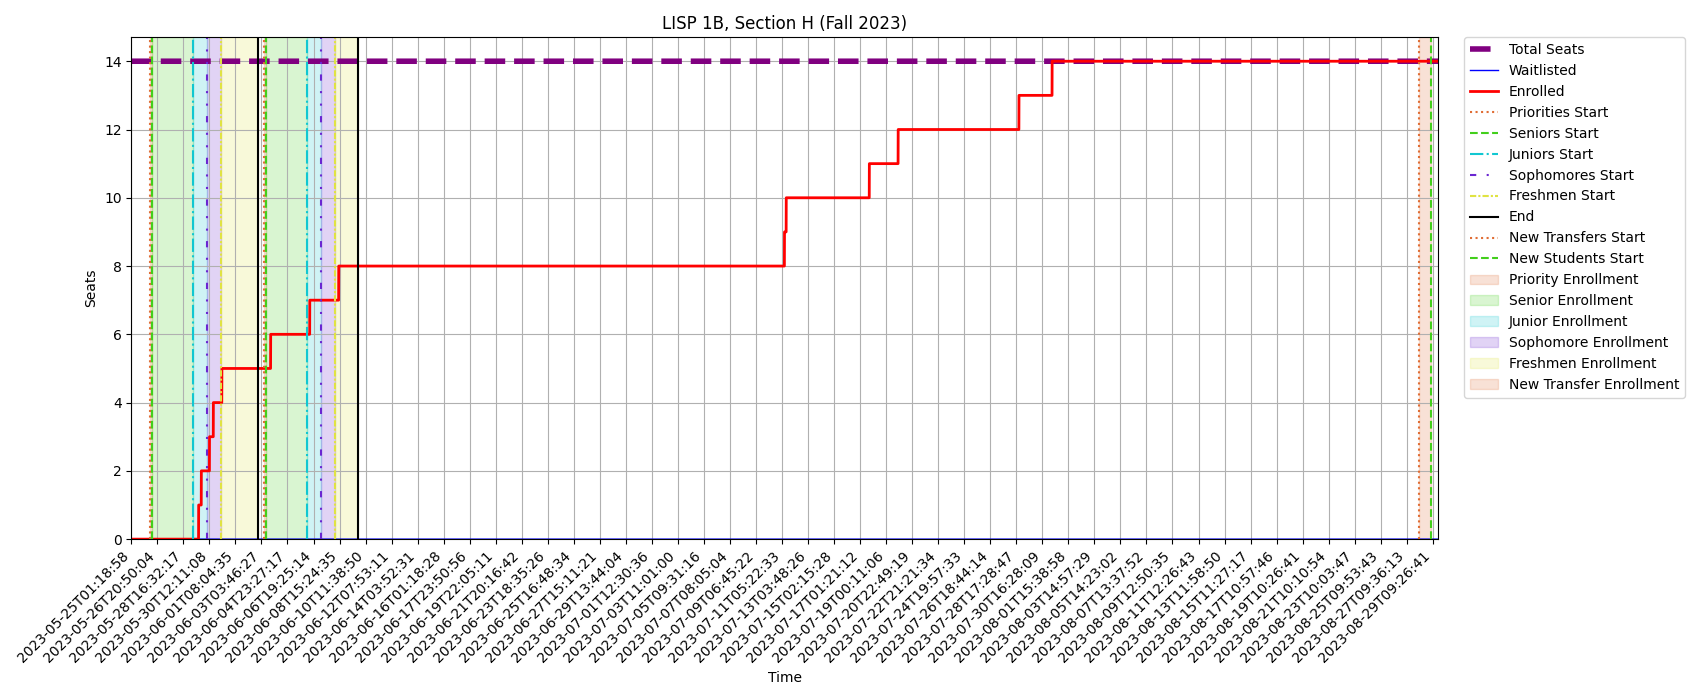 LISP 1B, Section H (Fall 2023)
Seats
14
12
10
8
6
4
2
0
2023-05-25T01:18:58
2023-05-26T20:50:04
2023-05-28T16:32:17
2023-05-30T12:11:08
2023-06-01T08:04:35
2023-06-03T03:46:27
2023-06-04T23:27:17
2023-06-06T19:25:14
2023-06-08T15:24:35
2023-06-10T11:38:50
2023-06-12T07:53:11
2023-06-14T03:52:31
2023-06-16T01:18:28
2023-06-17T23:50:56
2023-06-19T22:05:11
2023-06-21T20:16:42
2023-06-23T18:35:26
2023-06-25T16:48:34
2023-06-27T15:11:21
2023-06-29T13:44:04
2023-07-01T12:30:36
2023-07-03T11:01:00
2023-07-05T09:31:16
2023-07-07T08:05:04
2023-07-09T06:45:22
2023-07-11T05:22:33
2023-07-13T03:48:26
2023-07-15T02:15:28
2023-07-17T01:21:12
2023-07-19T00:11:06
2023-07-20T22:49:19
2023-07-22T21:21:34
2023-07-24T19:57:33
2023-07-26T18:44:14
2023-07-28T17:28:47
2023-07-30T16:28:09
2023-08-01T15:38:58
2023-08-03T14:57:29
2023-08-05T14:23:02
2023-08-07T13:37:52
2023-08-09T12:50:35
2023-08-11T12:26:43
2023-08-13T11:58:50
2023-08-15T11:27:17
2023-08-17T10:57:46
2023-08-19T10:26:41
2023-08-21T10:10:54
2023-08-23T10:03:47
2023-08-25T09:53:43
2023-08-27T09:36:13
2023-08-29T09:26:41
Time
Total Seats
Waitlisted
Enrolled
Priorities Start
Seniors Start
Juniors Start
Sophomores Start
Freshmen Start
End
New Transfers Start
New Students Start
Priority Enrollment
Senior Enrollment
Junior Enrollment
Sophomore Enrollment
Freshmen Enrollment
New Transfer Enrollment